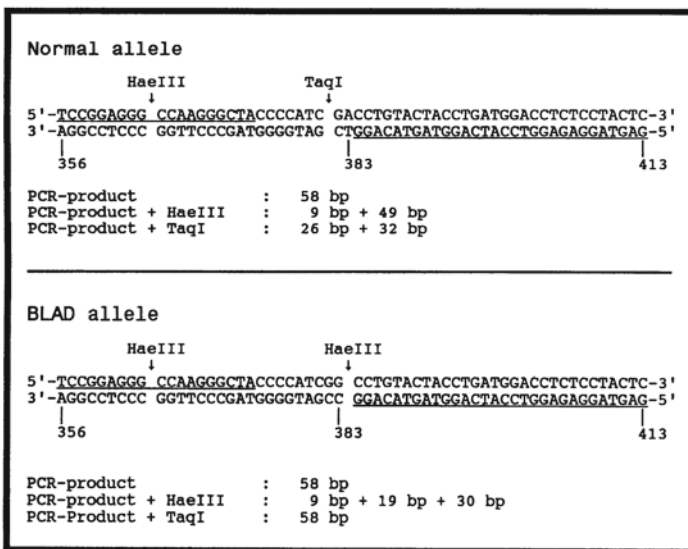 Normal allele
HaeIII TaqI
↓ ↓
5'-TCCGGAGGG CCAAGGGCTACCCCATC GACCTGTACTACCTGATGGACCTCTCCTACTC-3'
3'-AGGCCTCCC GGTTCCCGATGGGGTAG CTGGACATGATGGACTACCTGGAGAGGATGAG-5'
| | |
356 383 413
PCR-product : 58 bp
PCR-product + HaeIII : 9 bp + 49 bp
PCR-product + TaqI : 26 bp + 32 bp
BLAD allele
HaeIII HaeIII
↓ ↓
5'-TCCGGAGGG CCAAGGGCTACCCCATCGG CCTGTACTACCTGATGGACCTCTCCTACTC-3'
3'-AGGCCTCCC GGTTCCCGATGGGGTAGCC GGACATGATGGACTACCTGGAGAGGATGAG-5'
| | |
356 383 413
PCR-product : 58 bp
PCR-product + HaeIII : 9 bp + 19 bp + 30 bp
PCR-Product + TaqI : 58 bp